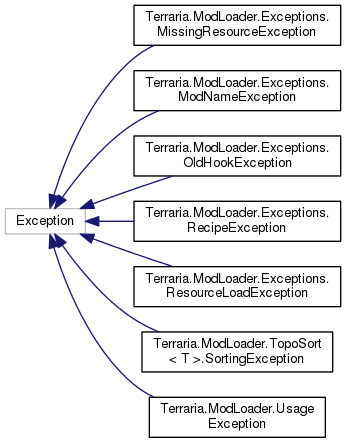 Terraria.ModLoader.Exceptions.
MissingResourceException
Terraria.ModLoader.Exceptions.
ModNameException
Terraria.ModLoader.Exceptions.
OldHookException
Exception
Terraria.ModLoader.Exceptions.
RecipeException
Terraria.ModLoader.Exceptions.
ResourceLoadException
Terraria.ModLoader.TopoSort
< T >.SortingException
Terraria.ModLoader.Usage
Exception